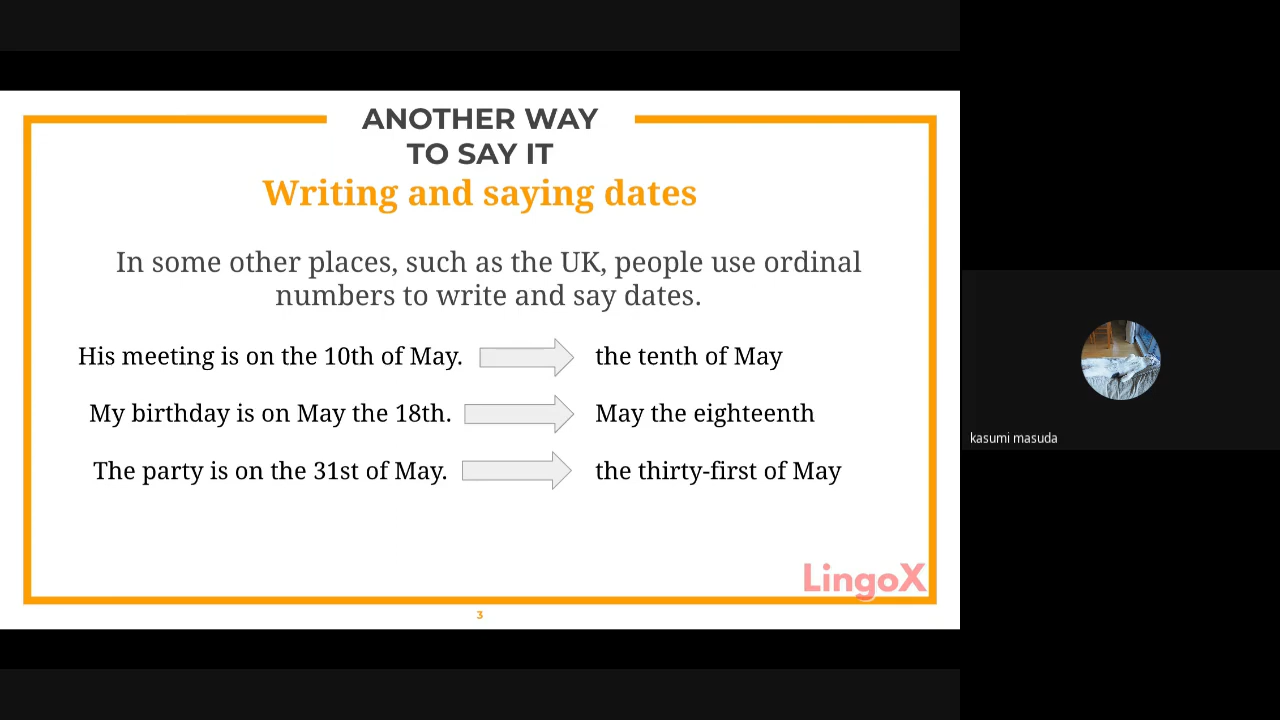 ANOTHER WAY
TO SAY IT
Writing and saying dates
In some other places, such as the UK, people use ordinal
numbers to write and say dates.
His meeting is on the 10th of May.
the tenth of May
My birthday is on May the 18th.
May the eighteenth
The party is on the 31st of May.
the thirty-first of May
LingoX
3
kasumi masuda